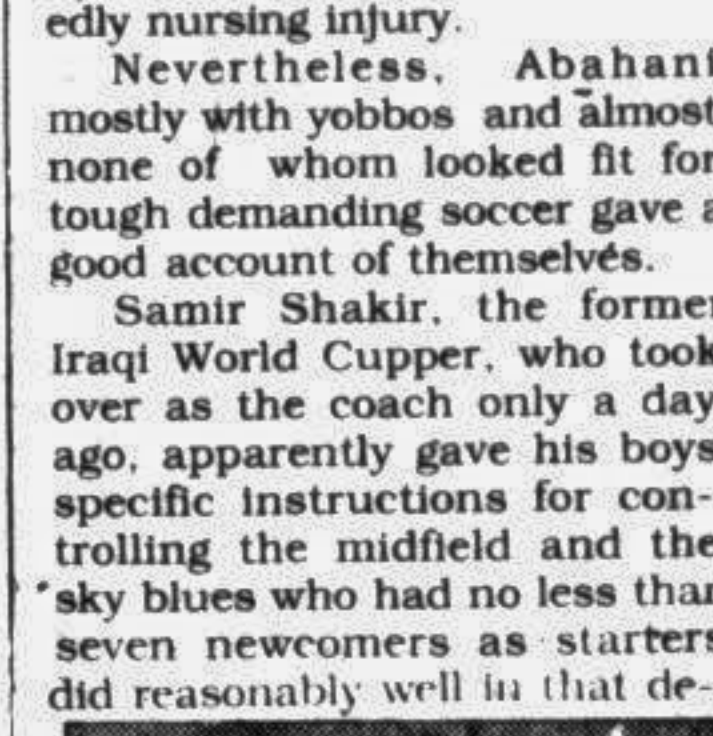 edly nursing injury.
Nevertheless, Abahani
mostly with yobbos and almost
none of whom looked fit for
tough demanding soccer gave a
good account of themselves.
Samir Shakir, the former
Iraqi World Cupper, who took
over as the coach only a day
ago, apparently gave his boys
specific instructions for con-
trolling the midfield and the
sky blues who had no less than
seven newcomers as starters
did reasonably well in that de-